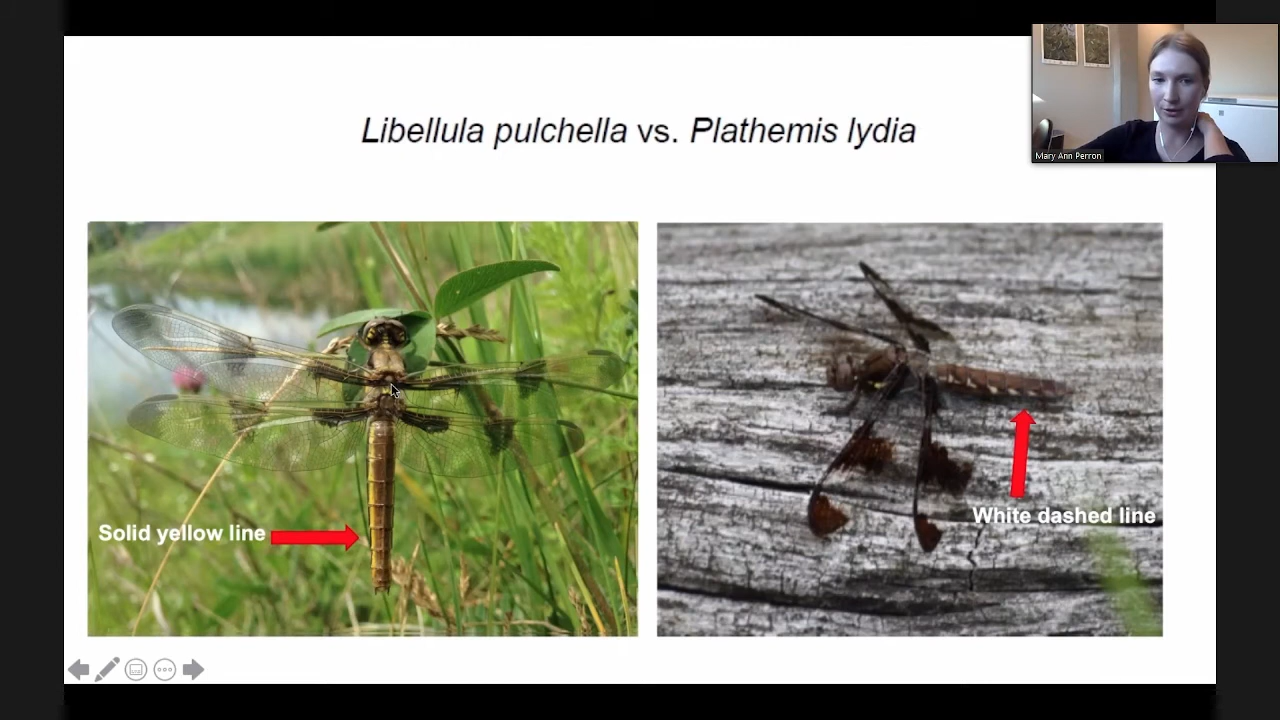 Mary Ann Perron
Libellula pulchella vs. Plathemis lydia
Solid yellow line
White dashed line